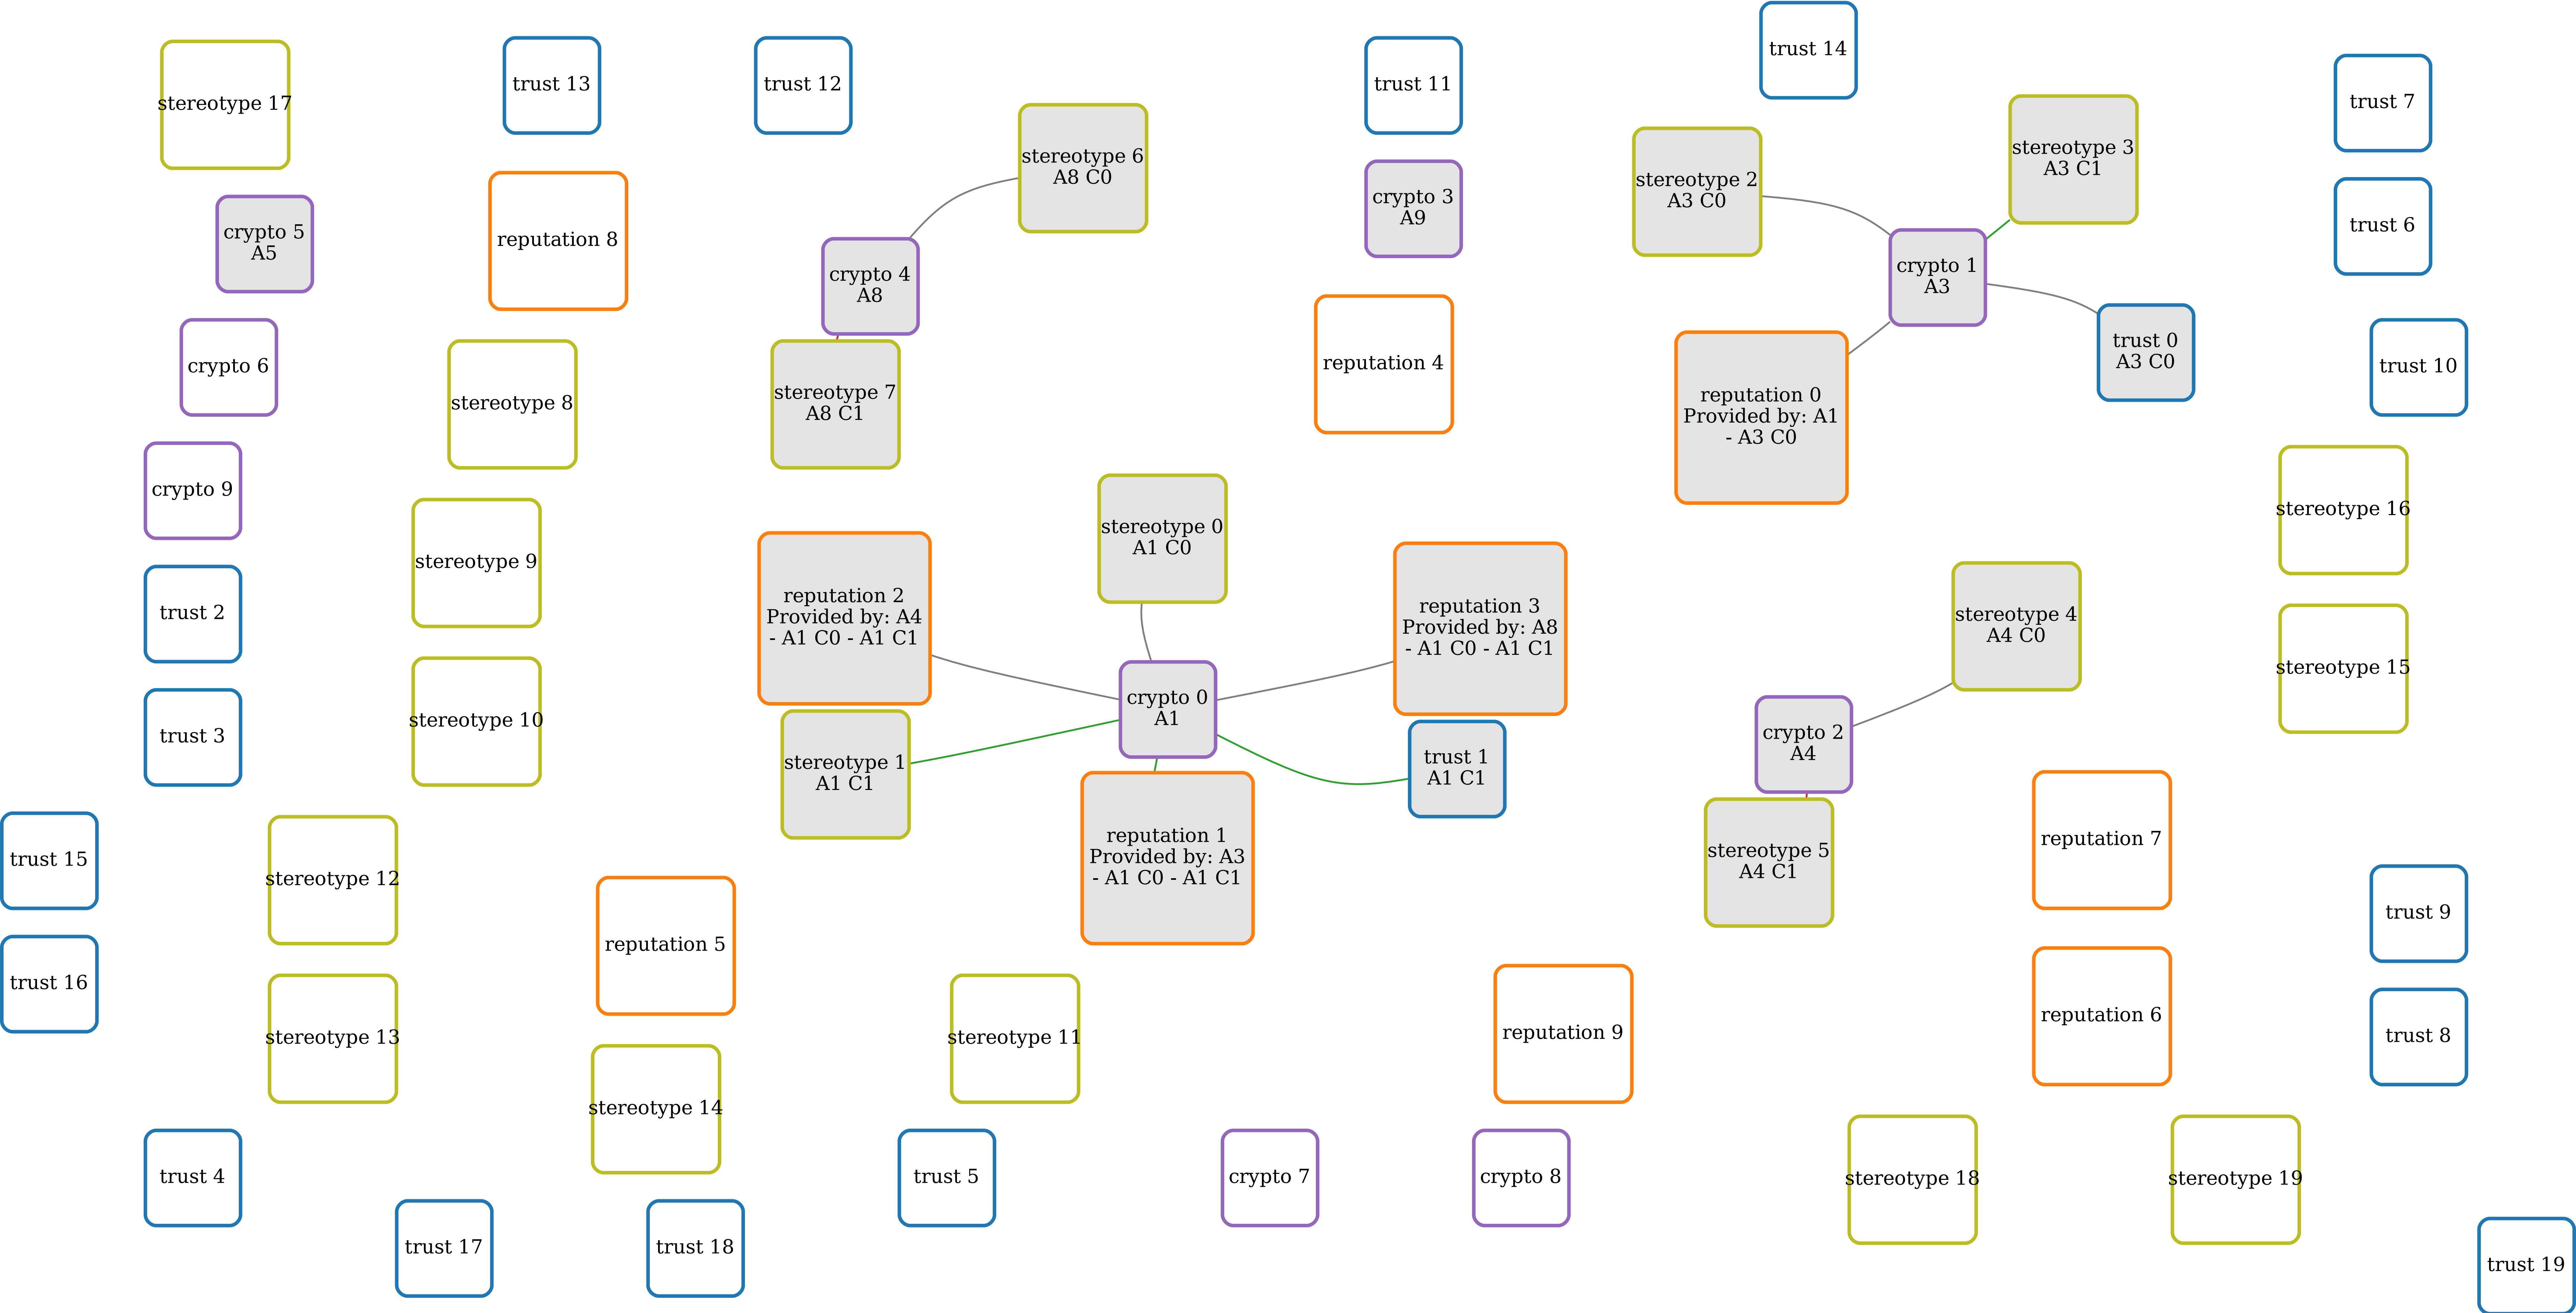 trust 14
stereotype 17
trust 13
trust 12
trust 11
trust 7
stereotype 6
A8 C0
stereotype 2
A3 C0
stereotype 3
A3 C1
crypto 5
A5
reputation 8
crypto 3
A9
trust 6
crypto 4
A8
crypto 1
A3
crypto 6
stereotype 8
stereotype 7
A8 C1
reputation 4
reputation 0
Provided by: A1
- A3 C0
trust 0
A3 C0
trust 10
crypto 9
stereotype 9
stereotype 0
A1 C0
stereotype 16
trust 2
reputation 2
Provided by: A4
- A1 C0 - A1 C1
reputation 3
Provided by: A8
- A1 C0 - A1 C1
stereotype 4
A4 C0
trust 3
stereotype 10
crypto 0
A1
crypto 2
A4
stereotype 15
stereotype 1
A1 C1
trust 1
A1 C1
trust 15
stereotype 12
reputation 1
Provided by: A3
- A1 C0 - A1 C1
stereotype 5
A4 C1
reputation 7
trust 9
reputation 5
trust 16
stereotype 13
stereotype 11
reputation 9
reputation 6
trust 8
stereotype 14
trust 4
trust 5
crypto 7
crypto 8
stereotype 18
stereotype 19
trust 17
trust 18
trust 19